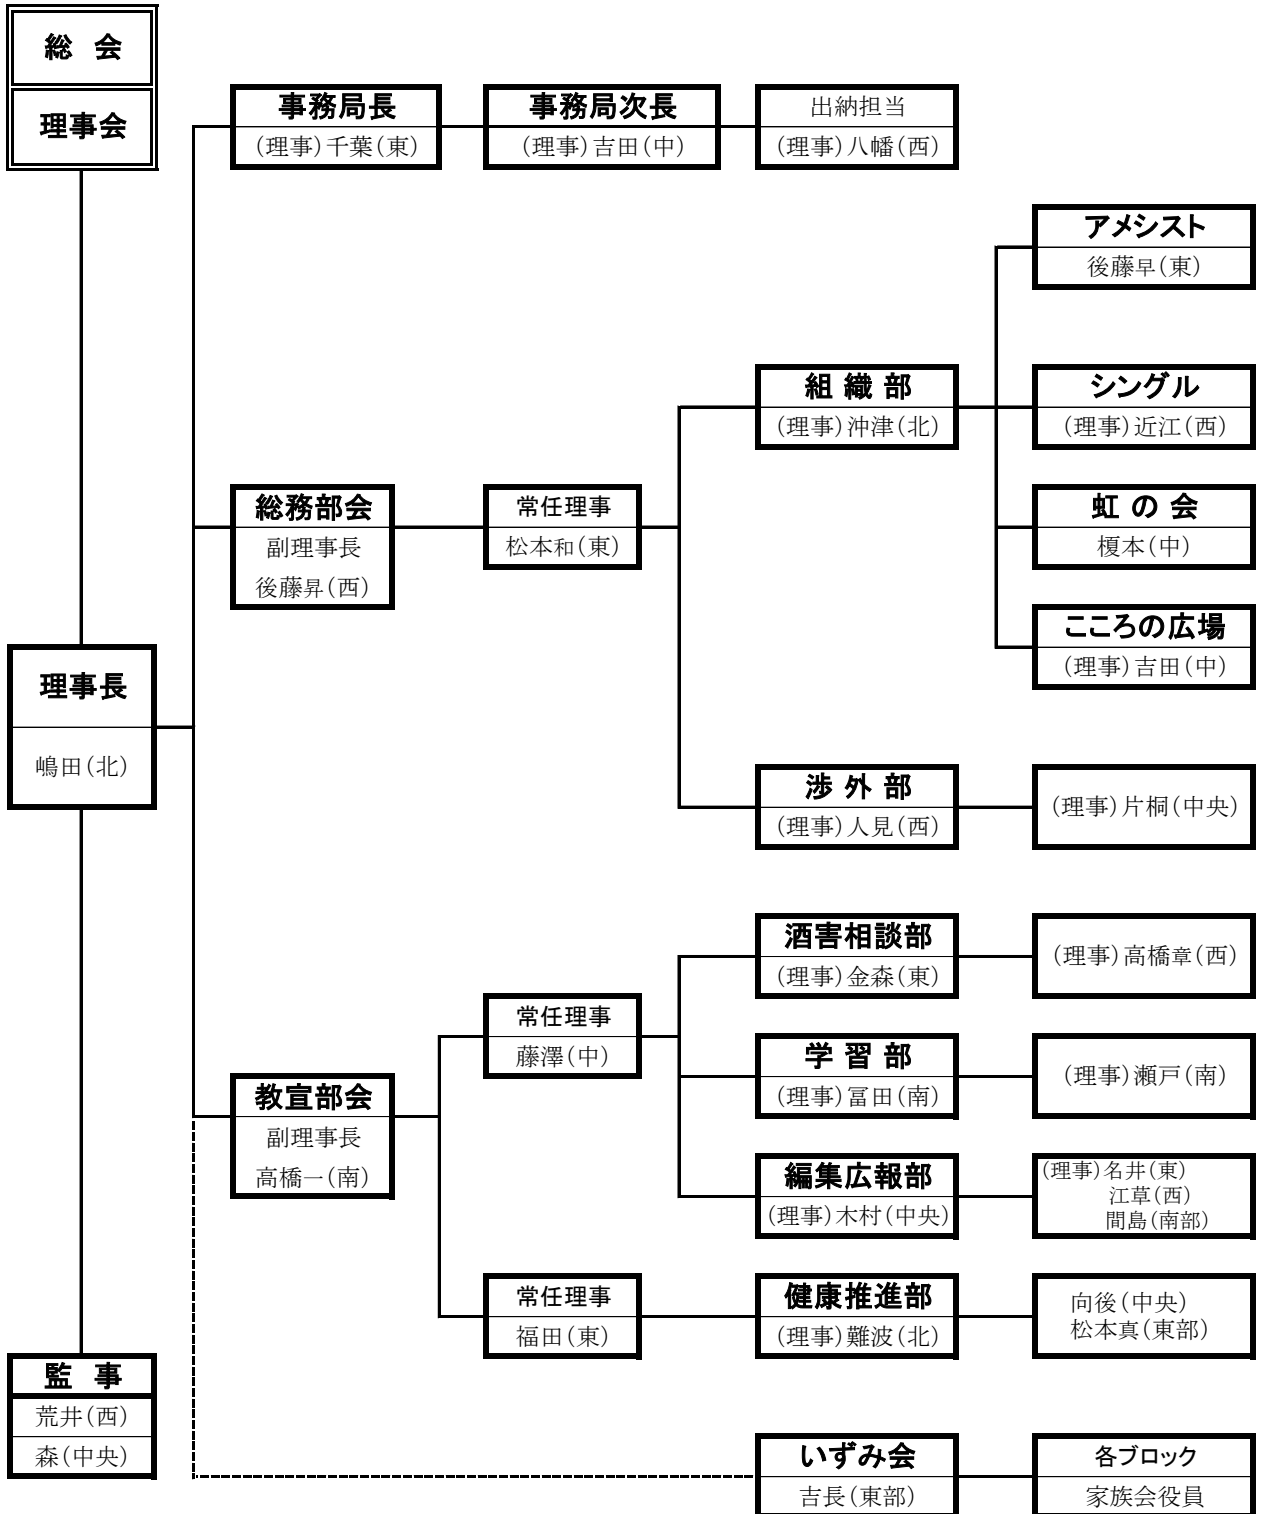 総 会
理事会
事務局長
(理事)千葉(東)
事務局次長
(理事)吉田(中)
出納担当
(理事)八幡(西)
アメシスト
後藤早(東)
組 織 部
(理事)沖津(北)
シングル
(理事)近江(西)
総務部会
副理事長
後藤昇(西)
常任理事
松本和(東)
虹 の 会
榎本(中)
こころの広場
(理事)吉田(中)
理事長
嶋田(北)
渉 外 部
(理事)人見(西)
(理事)片桐(中央)
酒害相談部
(理事)金森(東)
(理事)高橋章(西)
常任理事
藤澤(中)
学 習 部
(理事)冨田(南)
(理事)瀬戸(南)
教宣部会
副理事長
高橋一(南)
編集広報部
(理事)木村(中央)
(理事)名井(東)
江草(西)
間島(南部)
常任理事
福田(東)
健康推進部
(理事)難波(北)
向後(中央)
松本真(東部)
監 事
荒井(西)
森(中央)
いずみ会
吉長(東部)
各ブロック
家族会役員